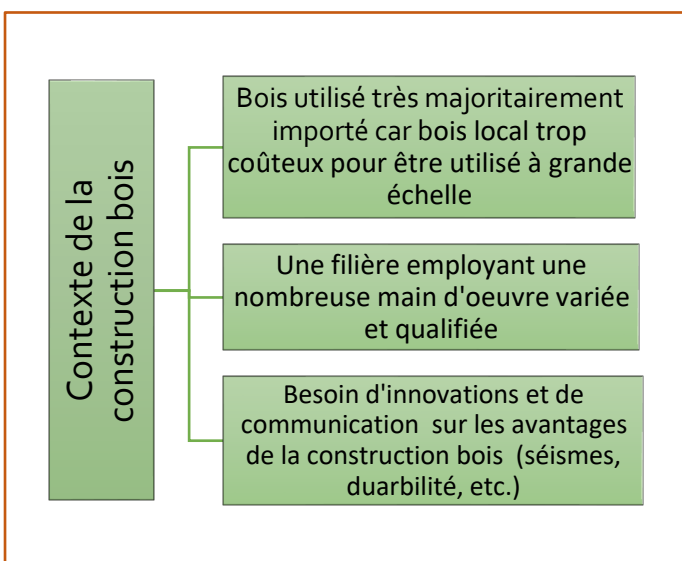 Contexte de la
construction bois
Bois utilisé très majoritairement
importé car bois local trop
coûteux pour être utilisé à grande
échelle
Une filière employant une
nombreuse main d'oeuvre variée
et qualifiée
Besoin d'innovations et de
communication sur les avantages
de la construction bois (séismes,
duarbilité, etc.)